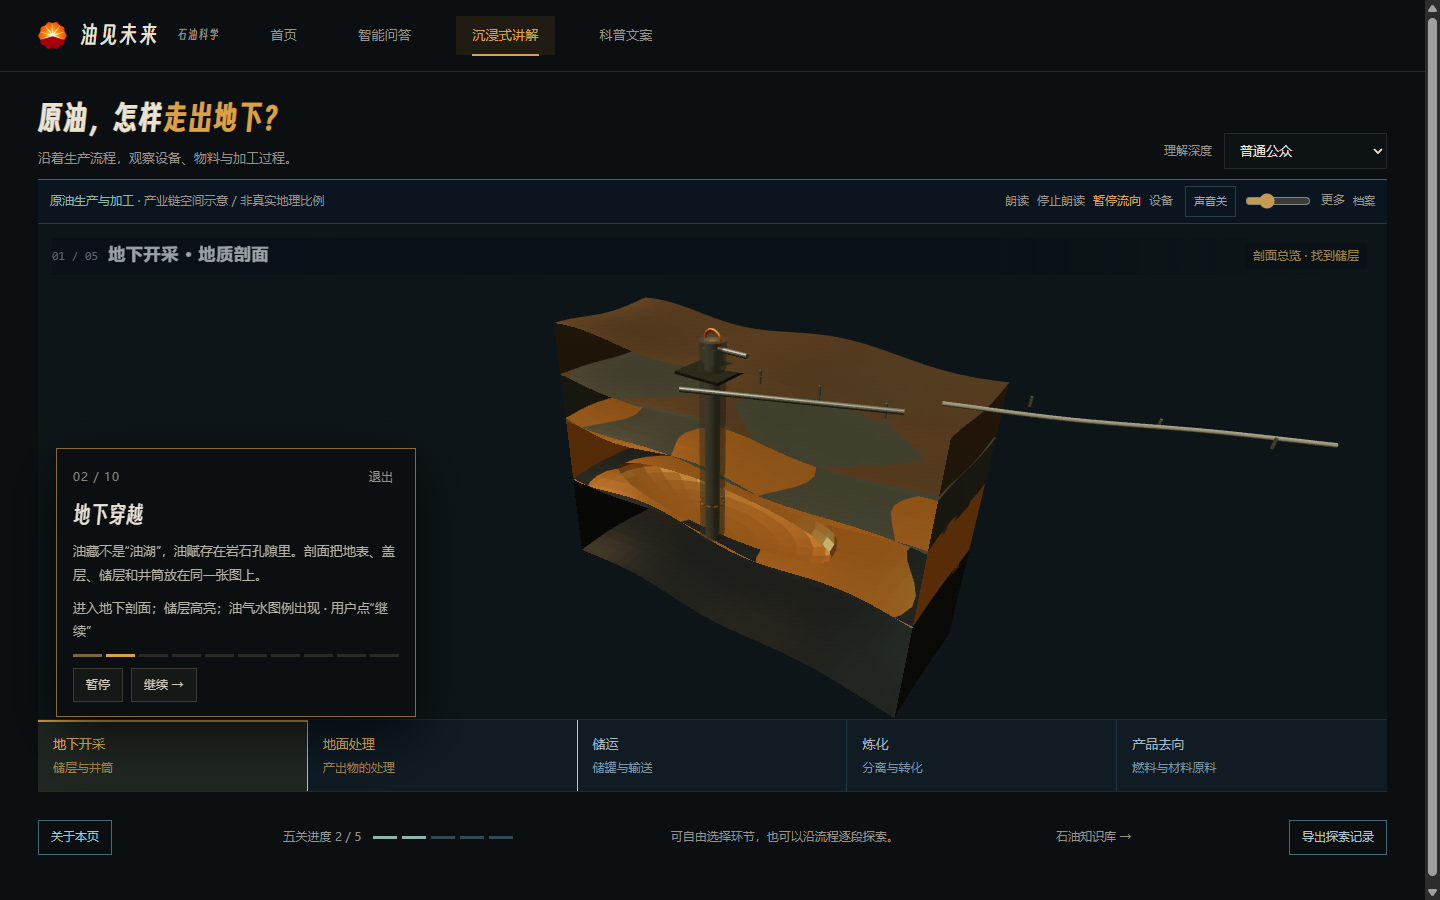 油见未来 石油科学 首页 智能问答 沉浸式讲解 科普文案
原油，怎样走出地下？
沿着生产流程，观察设备、物料与加工过程。
理解深度 普通公众
原油生产与加工 · 产业链空间示意 / 非真实地理比例 朗读 停止朗读 暂停流向 设备 声音关 更多 档案
01 / 05 地下开采 • 地质剖面 剖面总览 · 找到储层
02 / 10 退出
地下穿越
油藏不是“油湖”，油赋存在岩石孔隙里。剖面把地表、盖
层、储层和井筒放在同一张图上。
进入地下剖面；储层高亮；油气水图例出现 · 用户点“继
续”
暂停 继续 →
地下开采 地面处理 储运 炼化 产品去向
储层与井筒 产出物的处理 储罐与输送 分离与转化 燃料与材料原料
关于本页 五关进度 2 / 5 可自由选择环节，也可以沿流程逐段探索。 石油知识库 → 导出探索记录